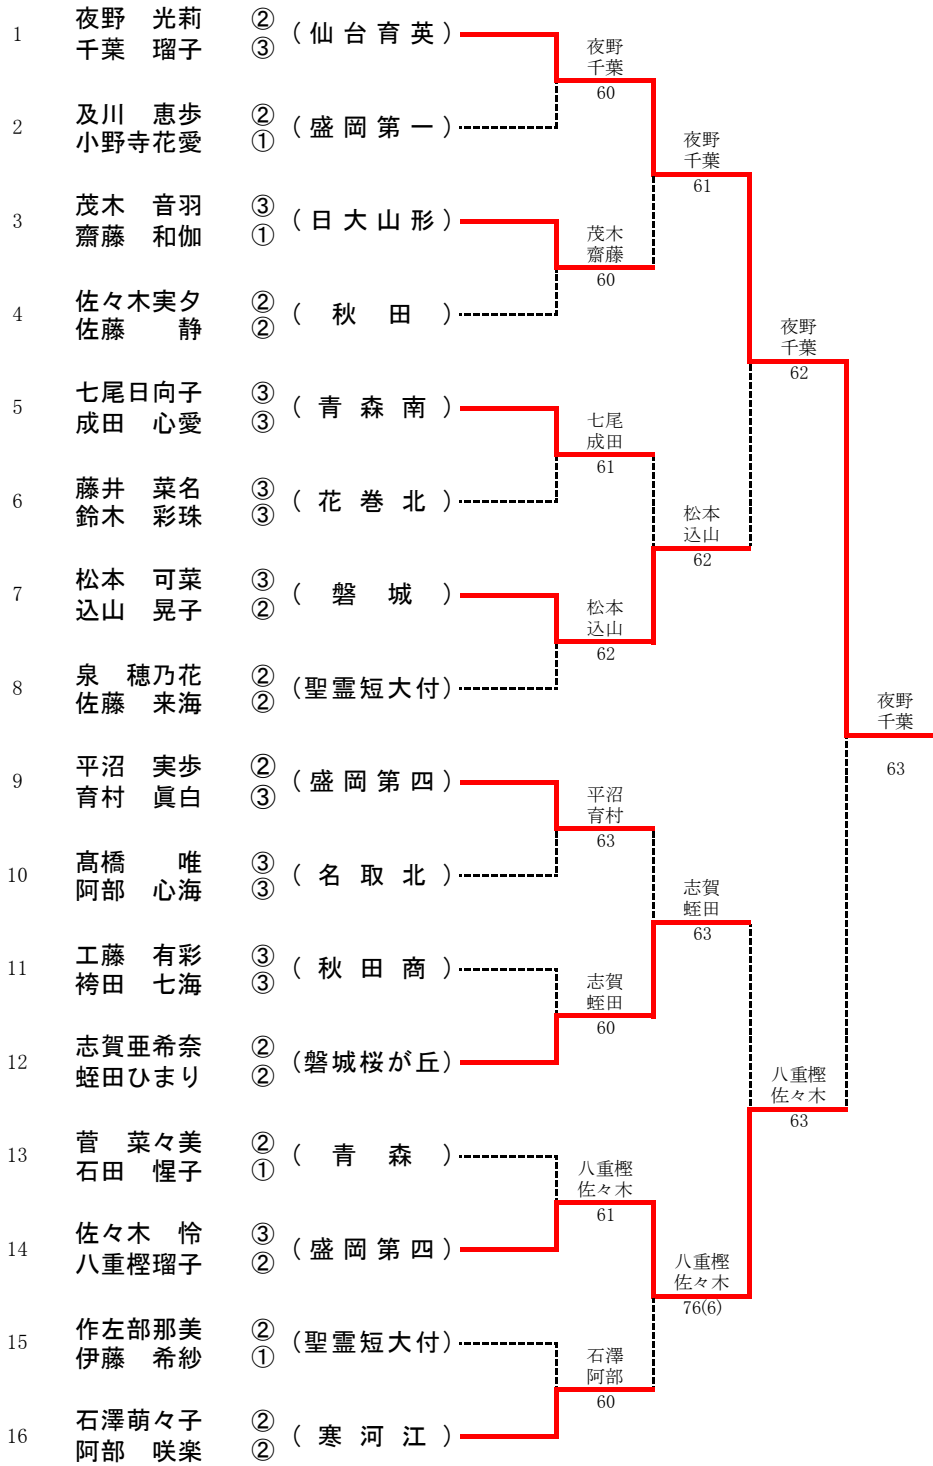 1 夜野 光莉 ② (仙台育英)
千葉 瑠子 ③
2 及川 恵歩 ② (盛岡第一)
小野寺花愛 ①
3 茂木 音羽 ③ (日大山形)
齋藤 和伽 ①
4 佐々木実夕 ② (秋田)
佐藤 静 ②
5 七尾日向子 ③ (青森南)
成田 心愛 ③
6 藤井 菜名 ③ (花巻北)
鈴木 彩珠 ③
7 松本 可菜 ③ (磐城)
込山 晃子 ②
8 泉 穂乃花 ② (聖霊短大付)
佐藤 来海 ②
9 平沼 実歩 ② (盛岡第四)
育村 眞白 ③
10 髙橋 唯 ③ (名取北)
阿部 心海 ③
11 工藤 有彩 ③ (秋田商)
袴田 七海 ③
12 志賀亜希奈 ② (磐城桜が丘)
蛭田ひまり ②
13 菅 菜々美 ② (青森)
石田 惺子 ①
14 佐々木 怜 ③ (盛岡第四)
八重樫瑠子 ②
15 作左部那美 ② (聖霊短大付)
伊藤 希紗 ①
16 石澤萌々子 ② (寒河江)
阿部 咲楽 ②
夜野
千葉
60
茂木
齋藤
60
七尾
成田
61
松本
込山
62
平沼
育村
63
志賀
蛭田
60
八重樫
佐々木
61
石澤
阿部
60
夜野
千葉
61
松本
込山
62
志賀
蛭田
63
八重樫
佐々木
76(6)
夜野
千葉
62
八重樫
佐々木
63
夜野
千葉
63